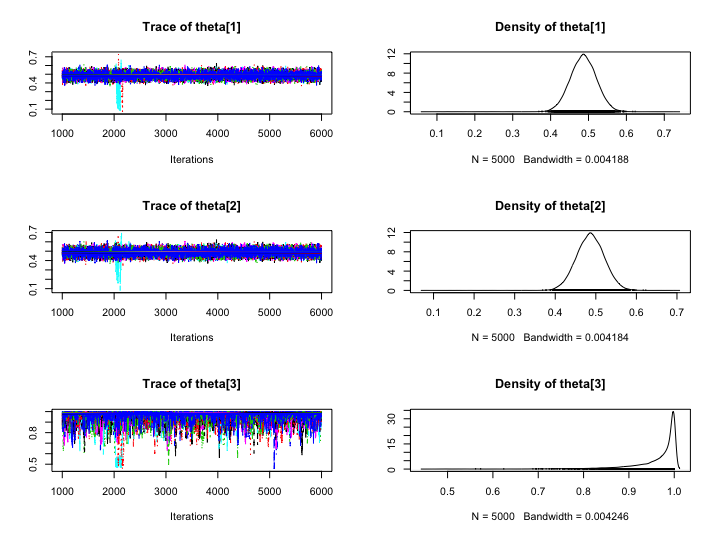 Trace of theta[1]
0.7
0.4
0.1
1000 2000 3000 4000 5000 6000
Iterations
Density of theta[1]
12
8
4
0
0.1 0.2 0.3 0.4 0.5 0.6 0.7
N = 5000 Bandwidth = 0.004188
Trace of theta[2]
0.7
0.4
0.1
1000 2000 3000 4000 5000 6000
Iterations
Density of theta[2]
12
8
4
0
0.1 0.2 0.3 0.4 0.5 0.6 0.7
N = 5000 Bandwidth = 0.004184
Trace of theta[3]
0.8
0.5
1000 2000 3000 4000 5000 6000
Iterations
Density of theta[3]
30
15
0
0.5 0.6 0.7 0.8 0.9 1.0
N = 5000 Bandwidth = 0.004246